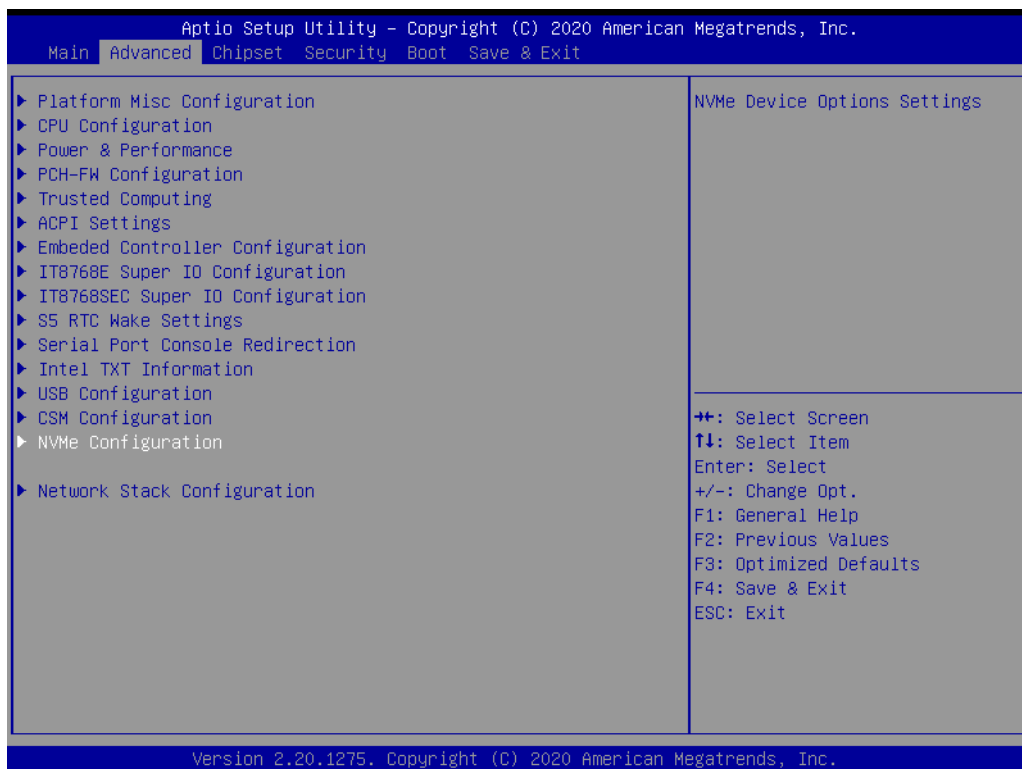 Aptio Setup Utility – Copyright (C) 2020 American Megatrends, Inc.
Main Advanced Chipset Security Boot Save & Exit
▶ Platform Misc Configuration
▶ CPU Configuration
▶ Power & Performance
▶ PCH-FW Configuration
▶ Trusted Computing
▶ ACPI Settings
▶ Embeded Controller Configuration
▶ IT8768E Super IO Configuration
▶ IT8768SEC Super IO Configuration
▶ S5 RTC Wake Settings
▶ Serial Port Console Redirection
▶ Intel TXT Information
▶ USB Configuration
▶ CSM Configuration
▶ NVMe Configuration
▶ Network Stack Configuration
NVMe Device Options Settings
→←: Select Screen
↑↓: Select Item
Enter: Select
+/-: Change Opt.
F1: General Help
F2: Previous Values
F3: Optimized Defaults
F4: Save & Exit
ESC: Exit
Version 2.20.1275. Copyright (C) 2020 American Megatrends, Inc.